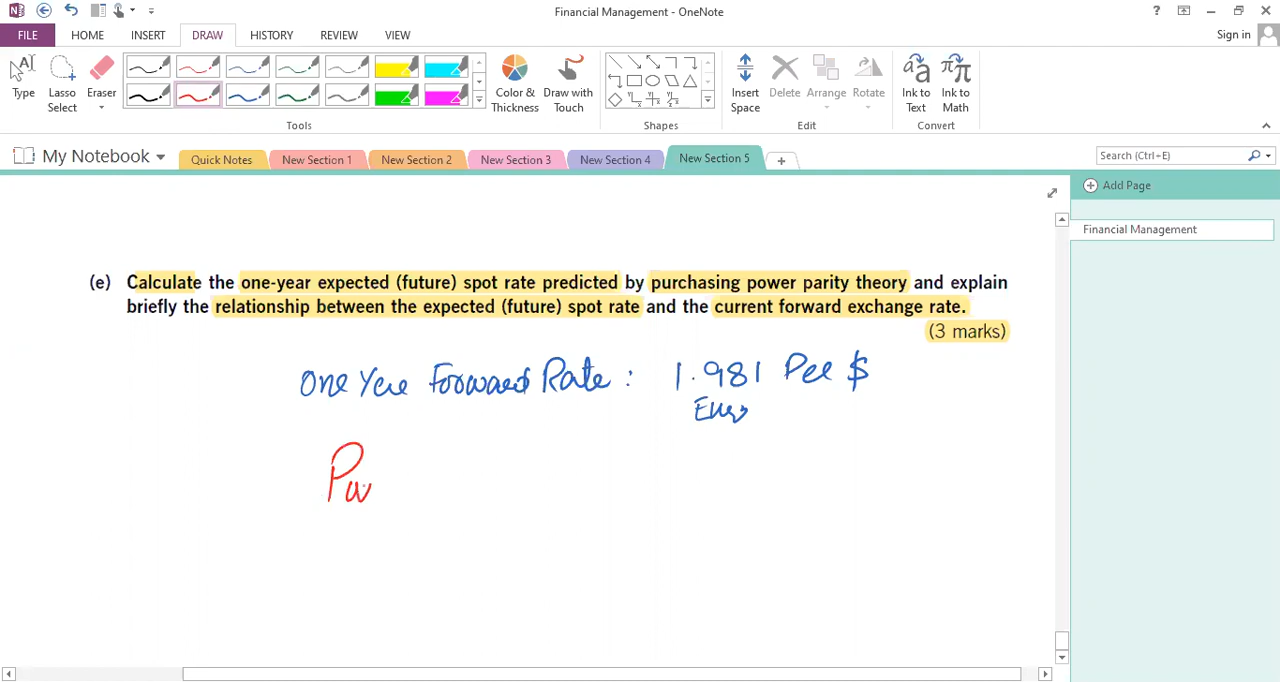 Financial Management - OneNote
?
Sign in
FILE HOME INSERT DRAW HISTORY REVIEW VIEW
Type
Lasso Select
Eraser
Color & Thickness
Draw with Touch
Insert Space
Delete
Arrange
Rotate
Ink to Text
Ink to Math
Tools
Shapes
Edit
Convert
My Notebook
Quick Notes
New Section 1
New Section 2
New Section 3
New Section 4
New Section 5
Search (Ctrl+E)
Add Page
Financial Management
(e) Calculate the one-year expected (future) spot rate predicted by purchasing power parity theory and explain
briefly the relationship between the expected (future) spot rate and the current forward exchange rate.
(3 marks)
One Forward Rate : 1.981 Per $
Euro